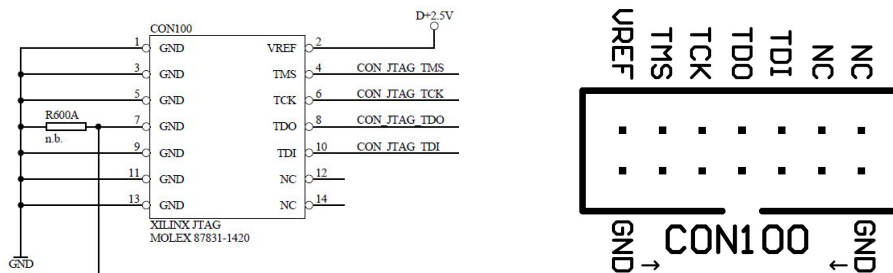 D+2.5V
CON100
1 GND VREF 2
3 GND TMS 4 CON_JTAG_TMS
5 GND TCK 6 CON_JTAG_TCK
R600A
7 GND TDO 8 CON_JTAG_TDO
n.b.
9 GND TDI 10 CON_JTAG_TDI
11 GND NC 12
13 GND NC 14
XILINX JTAG
MOLEX 87831-1420
GND
VREF
TMS
TCK
TDO
TDI
NC
NC
GND → CON100 ← GND